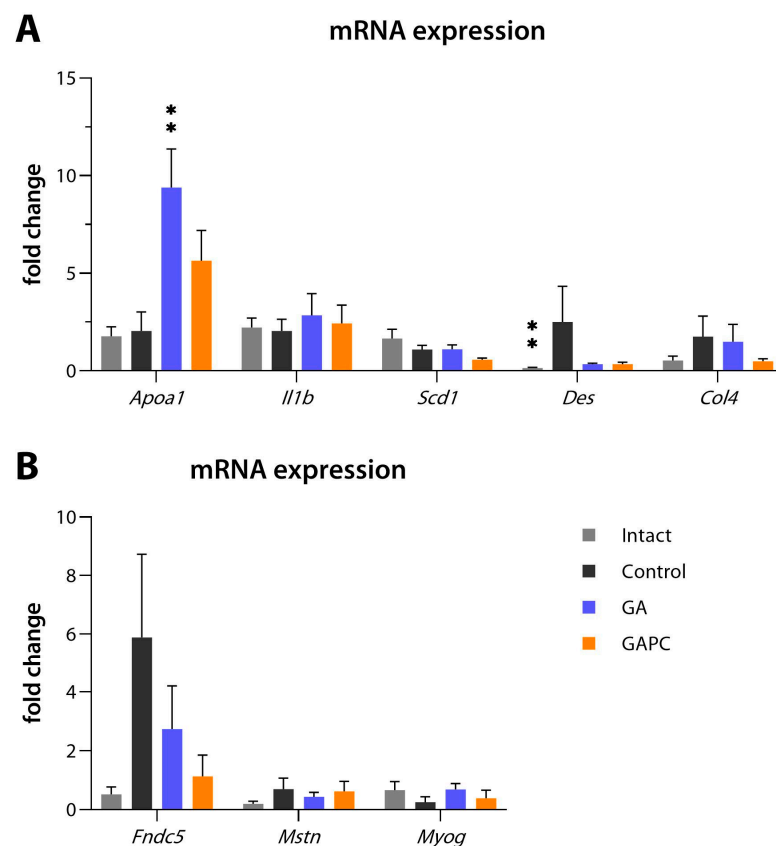 A
mRNA expression
fold change
15
10
5
0
**
**
Apoa1 Il1b Scd1 Des Col4
B
mRNA expression
fold change
10
8
6
4
2
0
Fndc5 Mstn Myog
Intact
Control
GA
GAPC